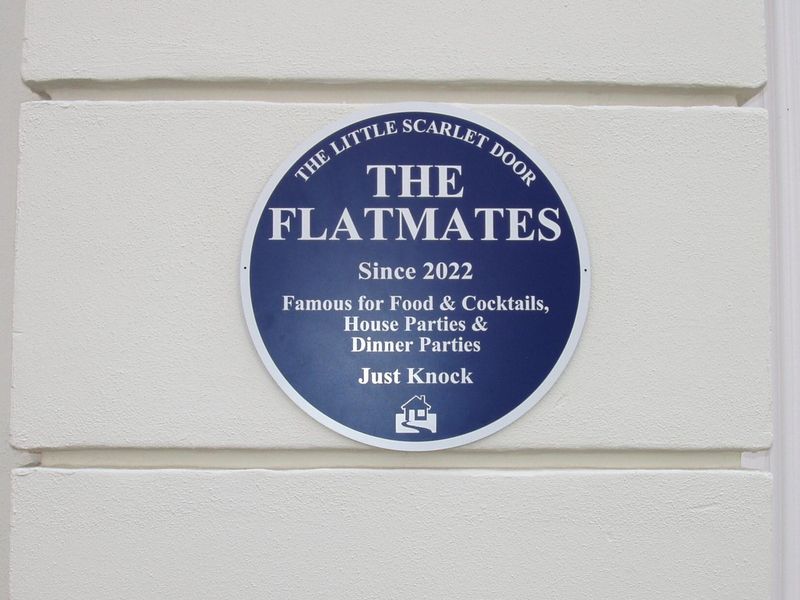 THE LITTLE SCARLET DOOR
THE
FLATMATES
Since 2022
Famous for Food & Cocktails,
House Parties &
Dinner Parties
Just Knock